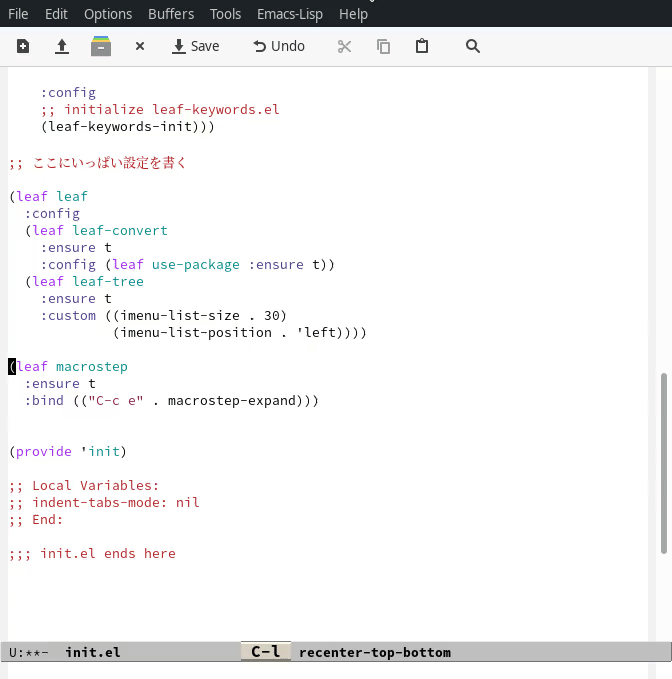 File Edit Options Buffers Tools Emacs-Lisp Help
Save Undo
:config
;; initialize leaf-keywords.el
(leaf-keywords-init)))
;; ここにいっぱい設定を書く
(leaf leaf
:config
(leaf leaf-convert
:ensure t
:config (leaf use-package :ensure t))
(leaf leaf-tree
:ensure t
:custom ((imenu-list-size . 30)
(imenu-list-position . 'left))))
(leaf macrostep
:ensure t
:bind (("C-c e" . macrostep-expand)))
(provide 'init)
;; Local Variables:
;; indent-tabs-mode: nil
;; End:
;;; init.el ends here
U:**- init.el C-l recenter-top-bottom